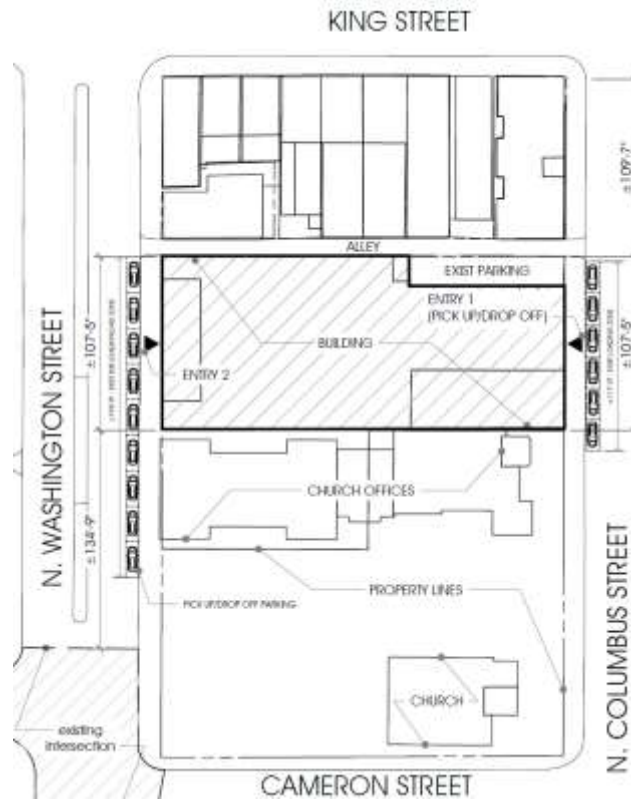 KING STREET
±109'-7"
ALLEY
EXIST PARKING
ENTRY 1
(PICK UP/DROP OFF)
±107'-5"
±107'-5"
BUILDING
ENTRY 2
N. WASHINGTON STREET
±134'-9"
CHURCH OFFICES
PROPERTY LINES
PICK UP/DROP OFF PARKING
N. COLUMBUS STREET
CHURCH
existing
intersection
CAMERON STREET